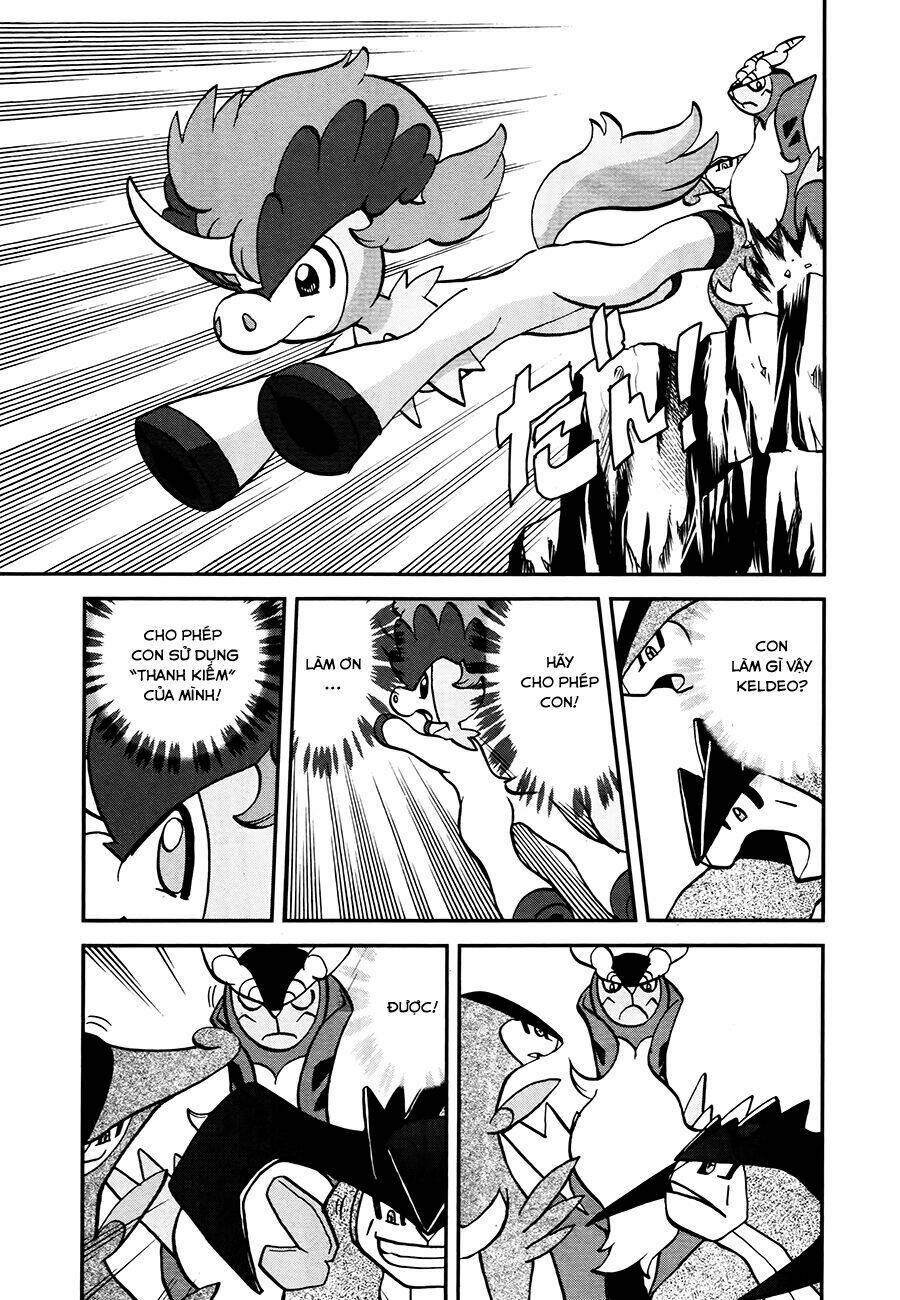 たん!
CON
LÀM GÌ VẬY
KELDEO?
HÃY
CHO PHÉP
CON!
LÀM ƠN
...
CHO PHÉP
CON SỬ DỤNG
“THANH KIẾM”
CỦA MÌNH!
ĐƯỢC!